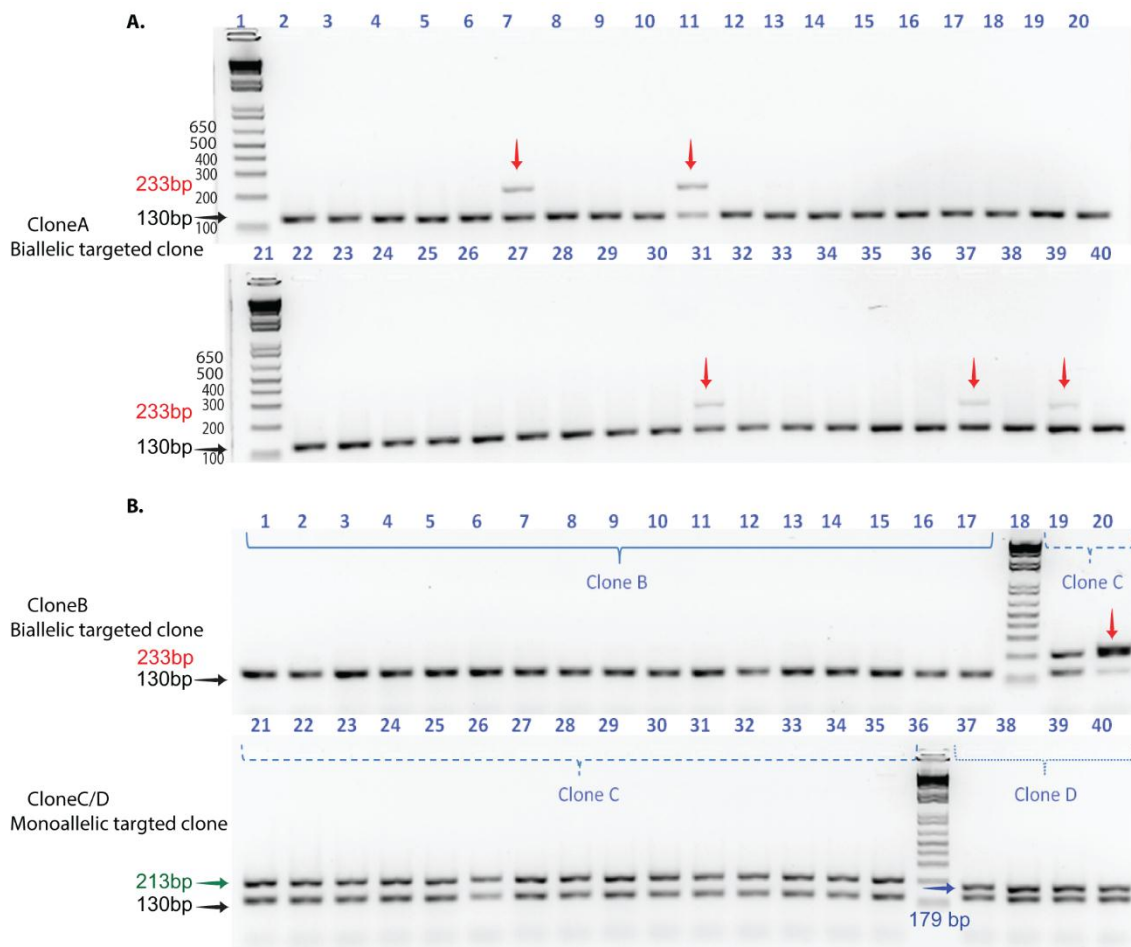 A.
1 2 3 4 5 6 7 8 9 10 11 12 13 14 15 16 17 18 19 20
650
500
400
300
233bp
200
130bp
100
CloneA
Biallelic targeted clone
21 22 23 24 25 26 27 28 29 30 31 32 33 34 35 36 37 38 39 40
650
500
400
300
233bp
200
130bp
100
B.
1 2 3 4 5 6 7 8 9 10 11 12 13 14 15 16 17 18 19 20
Clone B
Clone C
CloneB
Biallelic targeted clone
233bp
130bp
21 22 23 24 25 26 27 28 29 30 31 32 33 34 35 36 37 38 39 40
Clone C
Clone D
CloneC/D
Monoallelic targted clone
213bp
130bp
179 bp